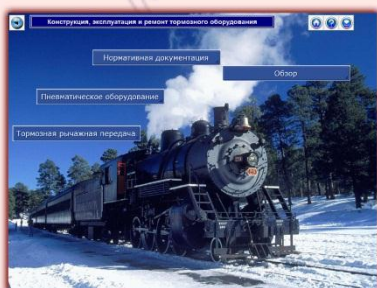 Конструкция, эксплуатация и ремонт тормозного оборудования
Нормативная документация
Обзор
Пневматическое оборудование
Тормозная рычажная передача